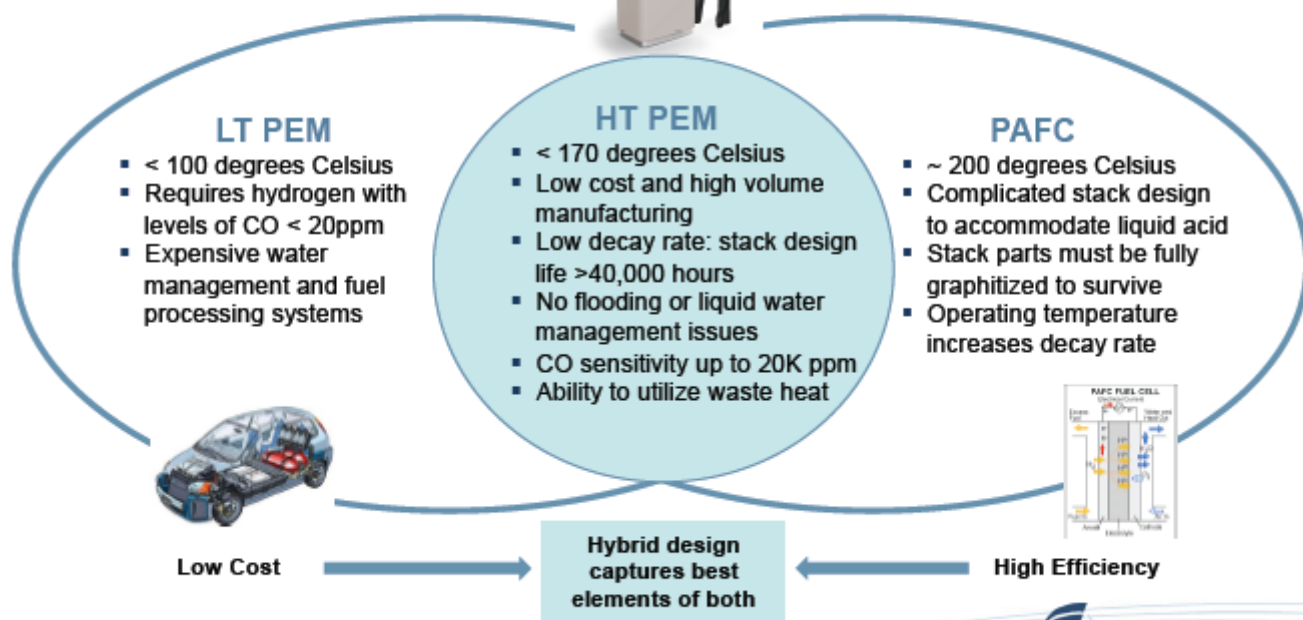 LT PEM
▪ < 100 degrees Celsius
▪ Requires hydrogen with
levels of CO < 20ppm
▪ Expensive water
management and fuel
processing systems
HT PEM
▪ < 170 degrees Celsius
▪ Low cost and high volume
manufacturing
▪ Low decay rate: stack design
life >40,000 hours
▪ No flooding or liquid water
management issues
▪ CO sensitivity up to 20K ppm
▪ Ability to utilize waste heat
PAFC
▪ ~ 200 degrees Celsius
▪ Complicated stack design
to accommodate liquid acid
▪ Stack parts must be fully
graphitized to survive
▪ Operating temperature
increases decay rate
PAFC FUEL CELL
Low Cost
Hybrid design
captures best
elements of both
High Efficiency